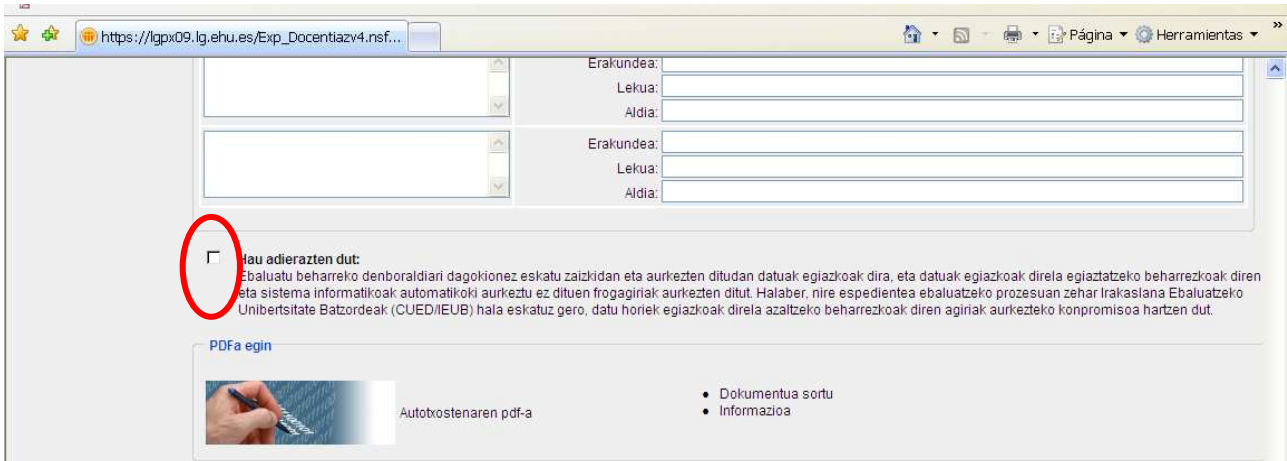 https://lgpx09.lg.ehu.es/Exp_Docentiazv4.nsf...
Página
Herramientas
»
Erakundea:
Lekua:
Aldia:
Erakundea:
Lekua:
Aldia:
Hau adierazten dut:
Ebaluatu beharreko denboraldiari dagokionez eskatu zaizkidan eta aurkezten ditudan datuak egiazkoak dira, eta datuak egiazkoak direla egiaztatzeko beharrezkoak diren
eta sistema informatikoak automatikoki aurkeztu ez dituen frogagiriak aurkezten ditut. Halaber, nire espedientea ebaluatzeko prozesuan zehar Irakaslana Ebaluatzeko
Unibertsitate Batzordeak (CUED/IEUB) hala eskatuz gero, datu horiek egiazkoak direla azaltzeko beharrezkoak diren agiriak aurkezteko konpromisoa hartzen dut.
PDFa egin
Autotxostenaren pdf-a
• Dokumentua sortu
• Informazioa